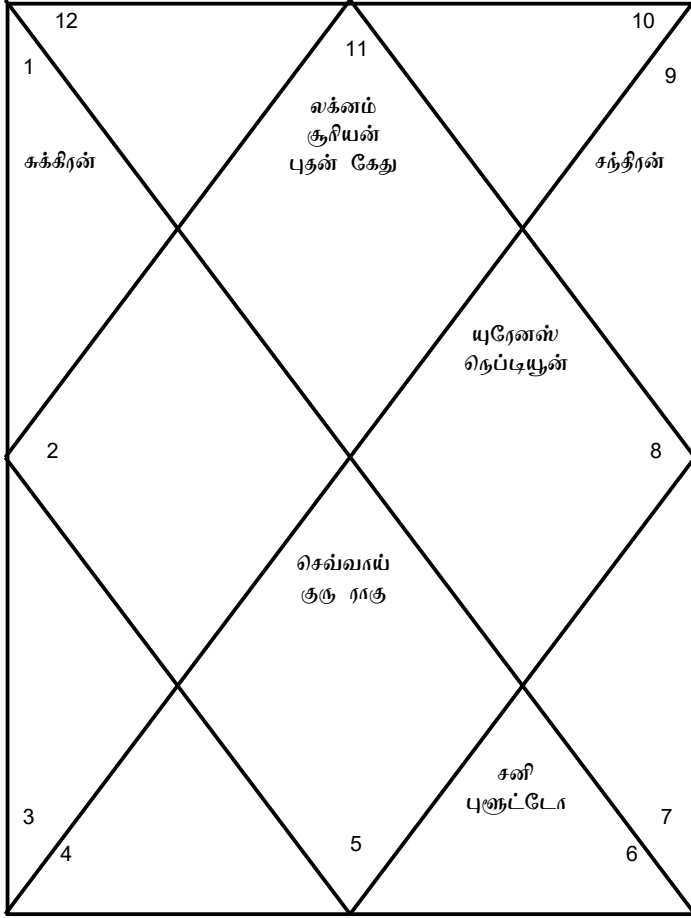 12
11
10
1
9
லக்னம்
சூரியன்
புதன் கேது
சுக்கிரன்
சந்திரன்
யுரேனஸ்
நெப்டியூன்
2
8
செவ்வாய்
குரு ராகு
சனி
புளூட்டோ
3
7
4
5
6